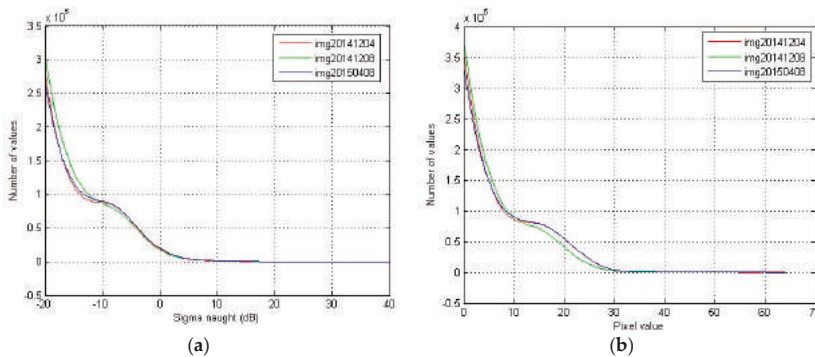 x 10^5
3.5
3
2.5
2
1.5
1
0.5
0
-0.5
-20
-10
0
10
20
30
40
Number of values
Sigma naught (dB)
img20141204
img20141208
img20150408
(a)
x 10^5
4
3.5
3
2.5
2
1.5
1
0.5
0
-0.5
0
10
20
30
40
50
60
70
Number of values
Pixel value
img20141204
img20141208
img20150408
(b)